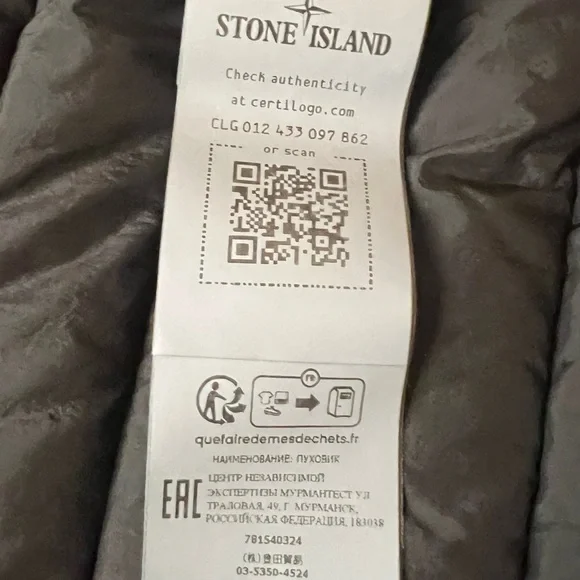 STONE ISLAND
Check authenticity
at certilogo.com
CLG 012 433 097 862
or scan
re
quefairedemesdechets.fr
НАИМЕНОВАНИЕ: ПУХОВИК
EAC
ЦЕНТР НЕЗАВИСИМОЙ
ЭКСПЕРТИЗЫ МУРМАНТЕСТ УЛ
ТРАЛОВАЯ, 49, Г. МУРМАНСК,
РОССИЙСКАЯ ФЕДЕРАЦИЯ, 183038
781540324
(株)豊田貿易
03-5350-4524